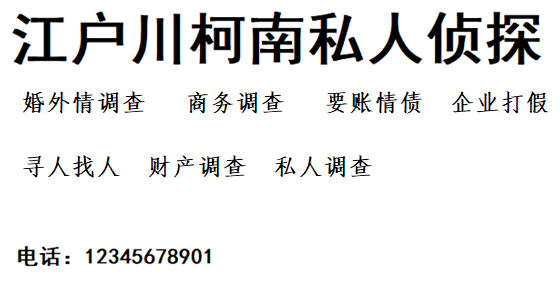 江户川柯南私人侦探
婚外情调查 商务调查 要账情债 企业打假
寻人找人 财产调查 私人调查
电话：12345678901